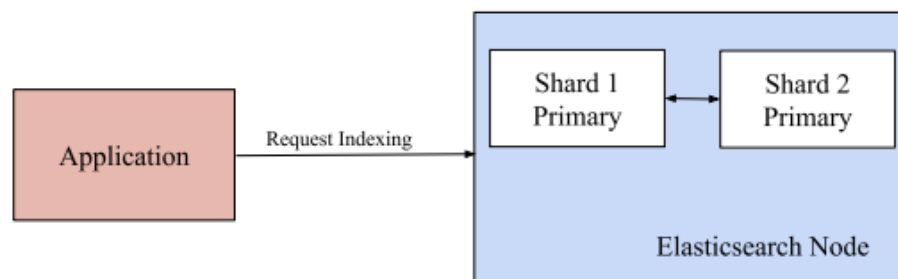 Application
Request Indexing
Shard 1
Primary
Shard 2
Primary
Elasticsearch Node